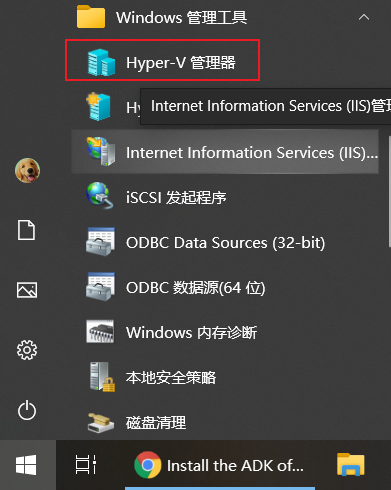 Windows 管理工具
Hyper-V 管理器
Hy
Internet Information Services (IIS)管理
Internet Information Services (IIS)...
iSCSI 发起程序
ODBC Data Sources (32-bit)
ODBC 数据源(64 位)
Windows 内存诊断
本地安全策略
磁盘清理
Install the ADK of...